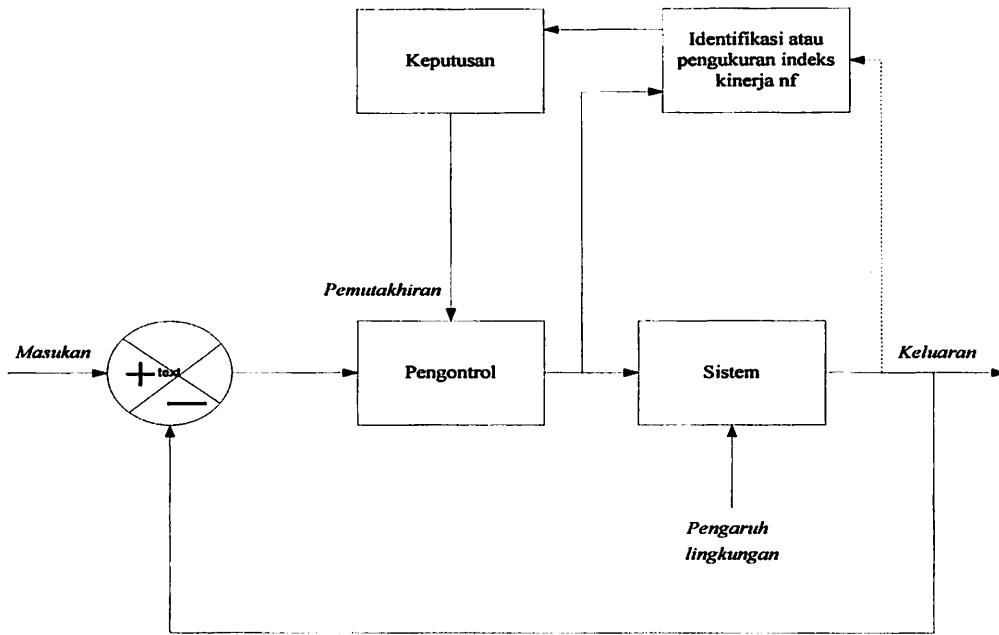 Keputusan
Identifikasi atau
pengukuran indeks
kinerja nf
Pemutakhiran
Masukan
+
text
—
Pengontrol
Sistem
Keluaran
Pengaruh
lingkungan